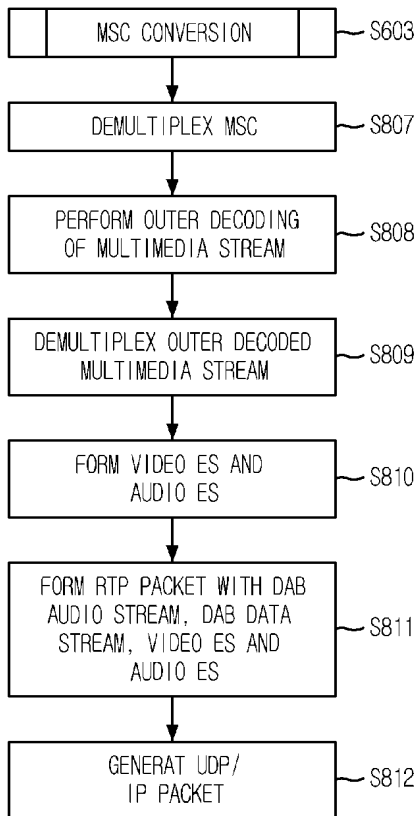 MSC CONVERSION
S603
DEMULTIPLEX MSC
S807
PERFORM OUTER DECODING
OF MULTIMEDIA STREAM
S808
DEMULTIPLEX OUTER DECODED
MULTIMEDIA STREAM
S809
FORM VIDEO ES AND
AUDIO ES
S810
FORM RTP PACKET WITH DAB
AUDIO STREAM, DAB DATA
STREAM, VIDEO ES AND
AUDIO ES
S811
GENERAT UDP/
IP PACKET
S812